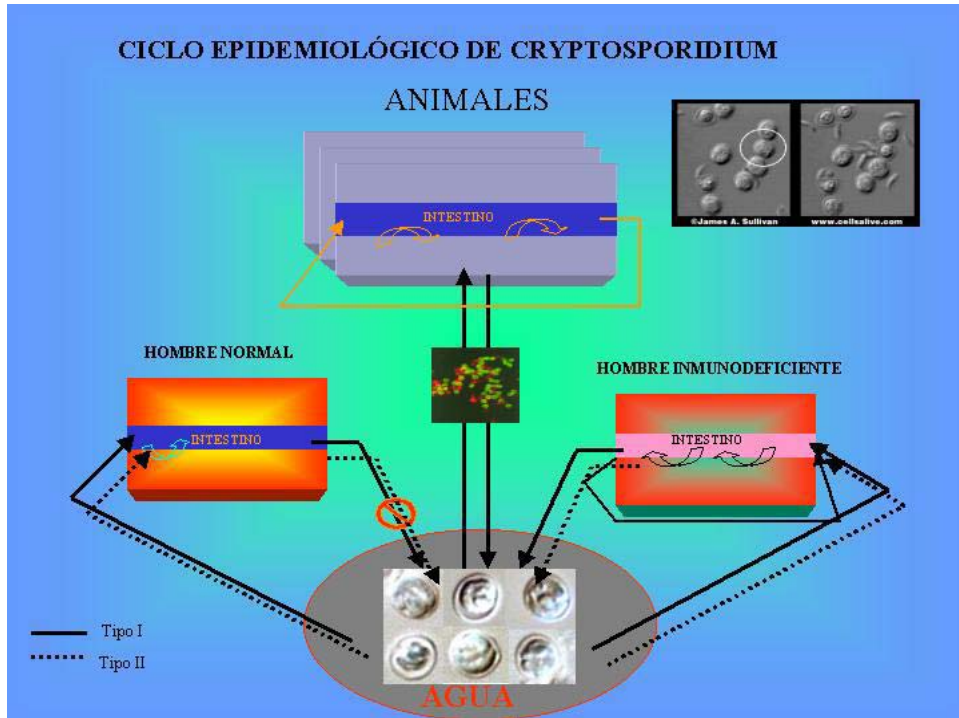 CICLO EPIDEMIOLÓGICO DE CRYPTOSPORIDIUM
ANIMALES
©James A. Sullivan www.cellsalive.com
INTESTINO
HOMBRE NORMAL
HOMBRE INMUNODEFICIENTE
INTESTINO
INTESTINO
Tipo I
Tipo II
AGUA